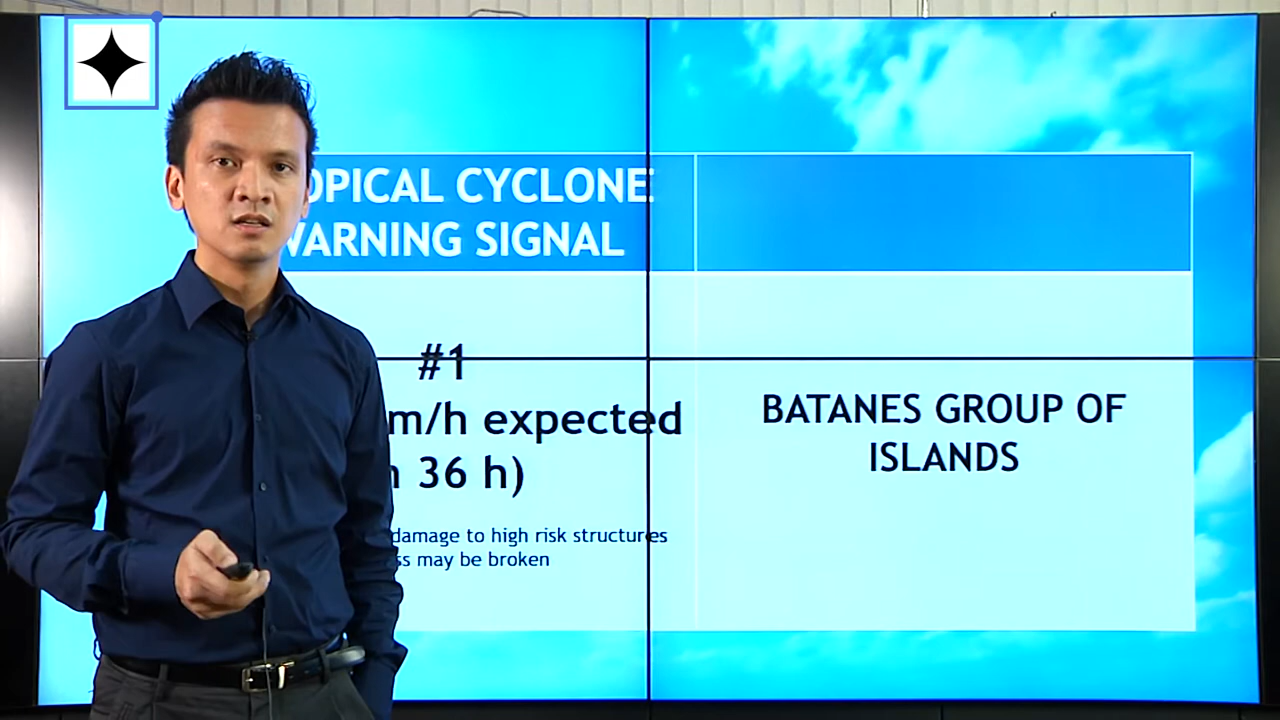 OPICAL CYCLONE
WARNING SIGNAL
#1
m/h expected
36 h)
damage to high risk structures
may be broken
BATANES GROUP OF
ISLANDS